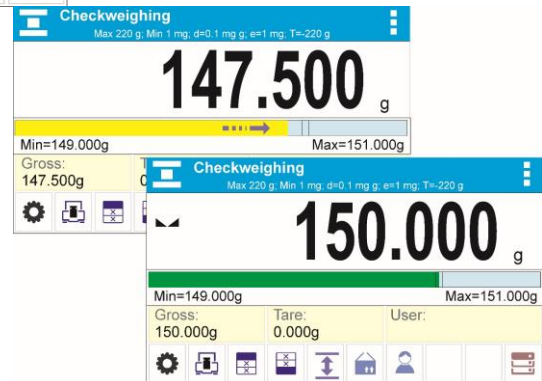 Checkweighing
Max 220 g; Min 1 mg; d=0.1 mg g; e=1 mg; T=-220 g
147.500 g
Min=149.000g Max=151.000g
Gross:
147.500g
Checkweighing
Max 220 g; Min 1 mg; d=0.1 mg g; e=1 mg; T=-220 g
150.000 g
Min=149.000g Max=151.000g
Gross: Tare: User:
150.000g 0.000g